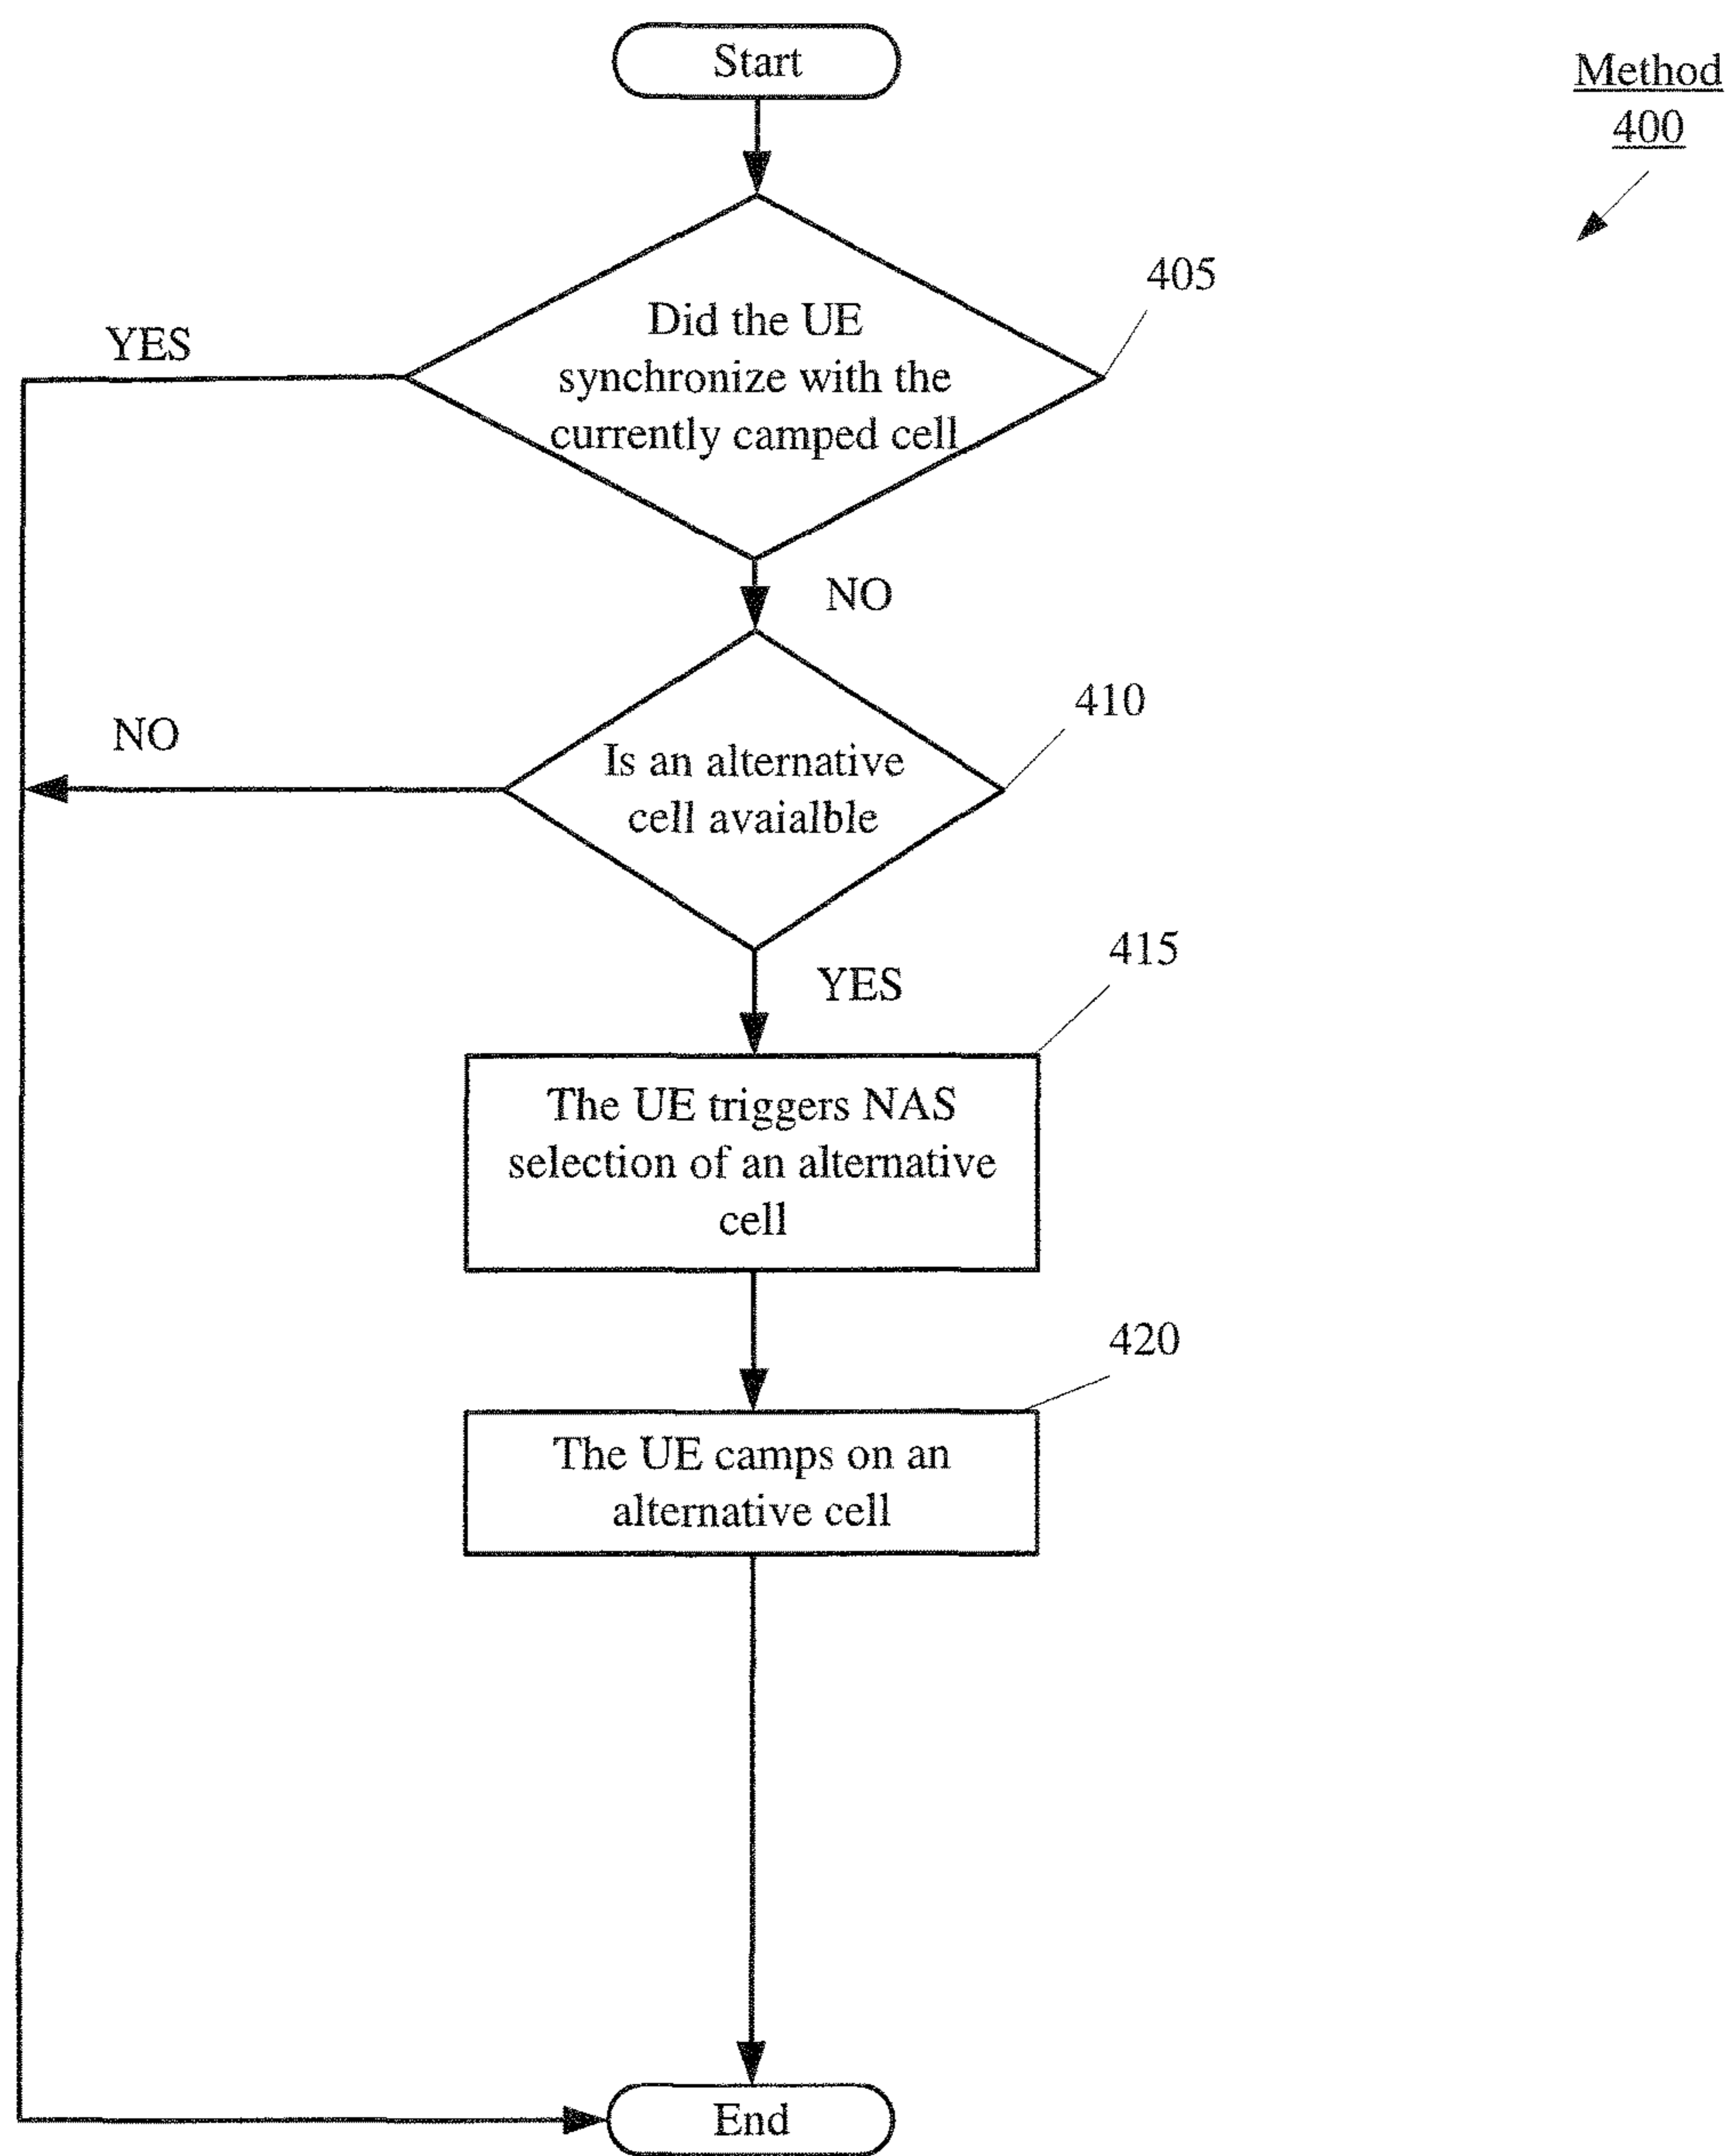 Start
Method
400
405
Did the UE
synchronize with the
currently camped cell
YES
NO
410
Is an alternative
cell avaialble
NO
YES
415
The UE triggers NAS
selection of an alternative
cell
420
The UE camps on an
alternative cell
End